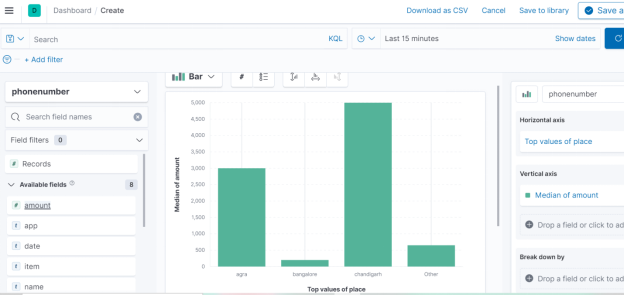 D Dashboard / Create Download as CSV Cancel Save to library Save a
Search KQL Last 15 minutes Show dates
+ Add filter
phonenumber
Search field names
Field filters 0
# Records
Available fields 8
# amount
t app
t date
t item
t name
Bar
Median of amount
5,000
4,500
4,000
3,500
3,000
2,500
2,000
1,500
1,000
500
0
agra bangalore chandigarh Other
Top values of place
phonenumber
Horizontal axis
Top values of place
Vertical axis
Median of amount
Drop a field or click to ad
Break down by
Drop a field or click to ad